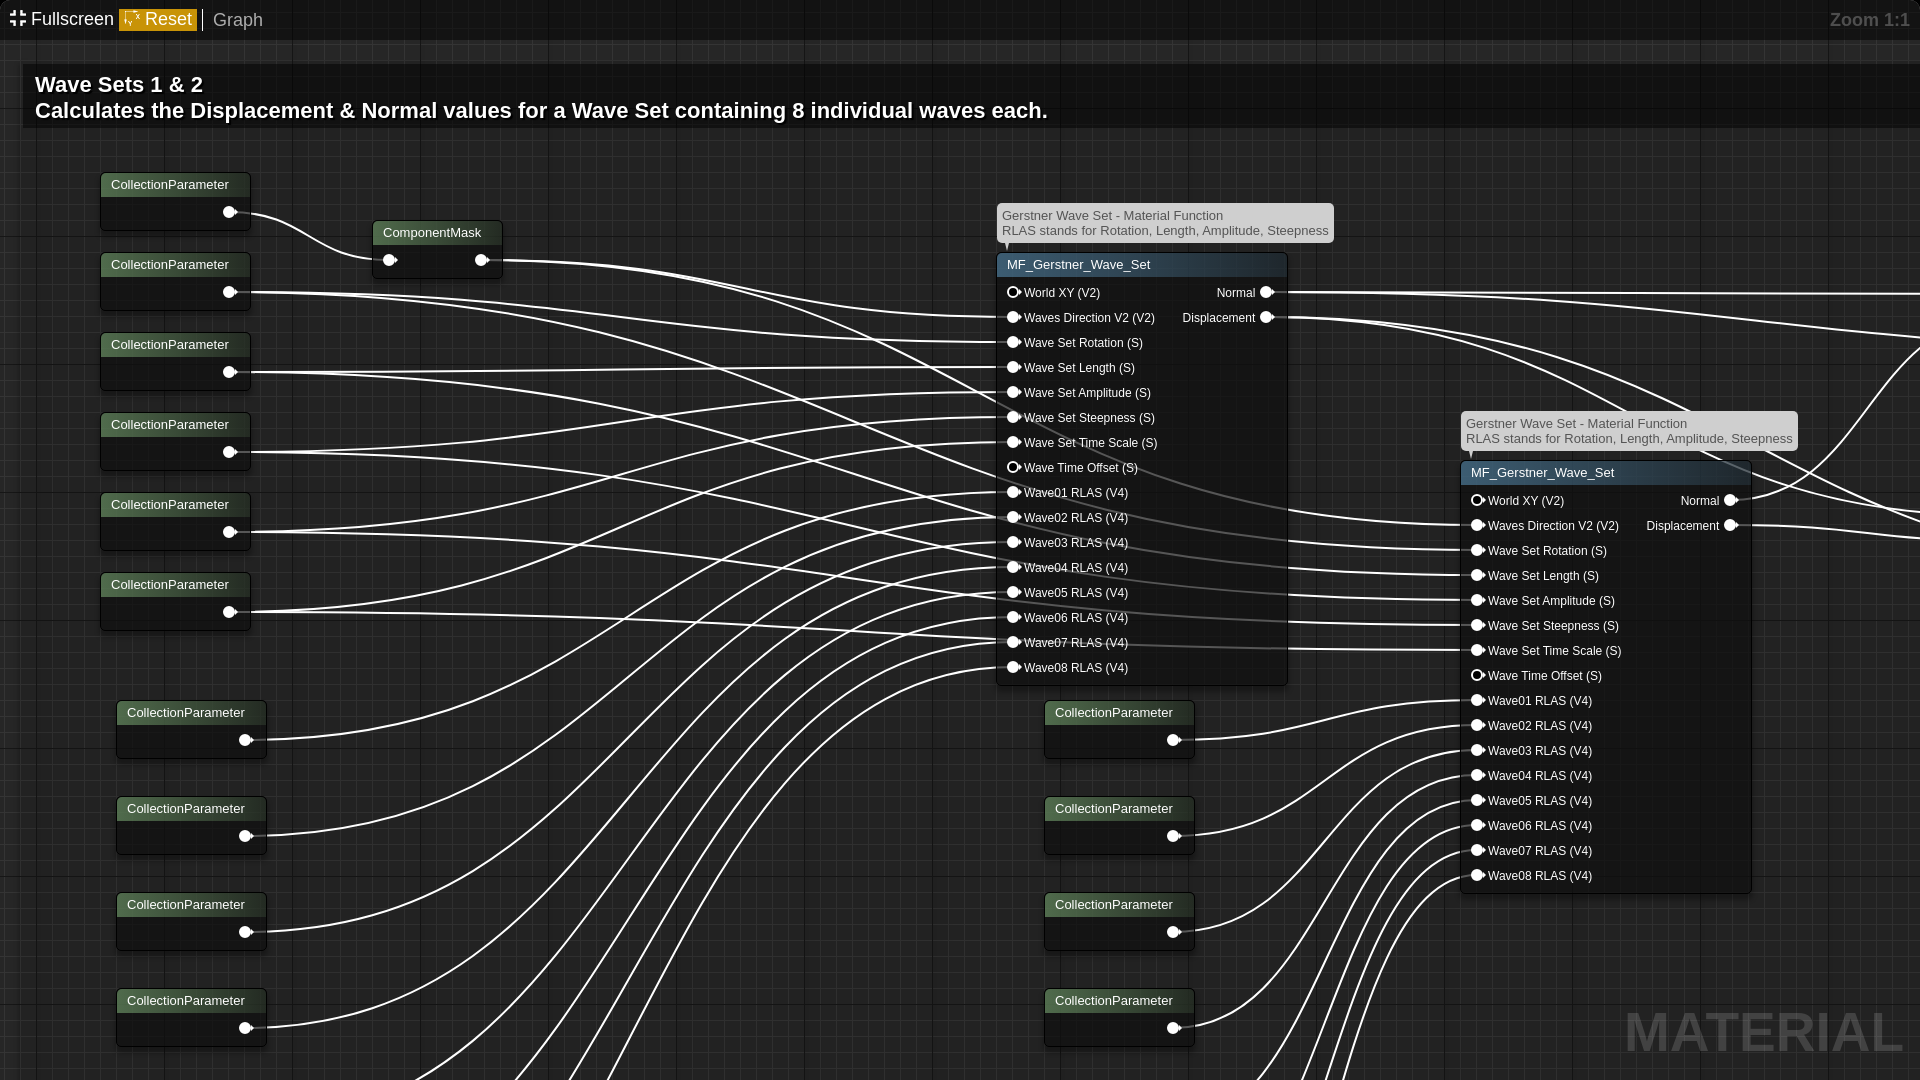 Fullscreen Reset Graph Zoom 1:1
Wave Sets 1 & 2
Calculates the Displacement & Normal values for a Wave Set containing 8 individual waves each.
CollectionParameter
CollectionParameter
CollectionParameter
CollectionParameter
CollectionParameter
CollectionParameter
ComponentMask
CollectionParameter
CollectionParameter
CollectionParameter
CollectionParameter
Gerstner Wave Set - Material Function
RLAS stands for Rotation, Length, Amplitude, Steepness
MF_Gerstner_Wave_Set
World XY (V2) Normal
Waves Direction V2 (V2) Displacement
Wave Set Rotation (S)
Wave Set Length (S)
Wave Set Amplitude (S)
Wave Set Steepness (S)
Wave Set Time Scale (S)
Wave Time Offset (S)
Wave01 RLAS (V4)
Wave02 RLAS (V4)
Wave03 RLAS (V4)
Wave04 RLAS (V4)
Wave05 RLAS (V4)
Wave06 RLAS (V4)
Wave07 RLAS (V4)
Wave08 RLAS (V4)
CollectionParameter
CollectionParameter
CollectionParameter
CollectionParameter
Gerstner Wave Set - Material Function
RLAS stands for Rotation, Length, Amplitude, Steepness
MF_Gerstner_Wave_Set
World XY (V2) Normal
Waves Direction V2 (V2) Displacement
Wave Set Rotation (S)
Wave Set Length (S)
Wave Set Amplitude (S)
Wave Set Steepness (S)
Wave Set Time Scale (S)
Wave Time Offset (S)
Wave01 RLAS (V4)
Wave02 RLAS (V4)
Wave03 RLAS (V4)
Wave04 RLAS (V4)
Wave05 RLAS (V4)
Wave06 RLAS (V4)
Wave07 RLAS (V4)
Wave08 RLAS (V4)
MATERIAL